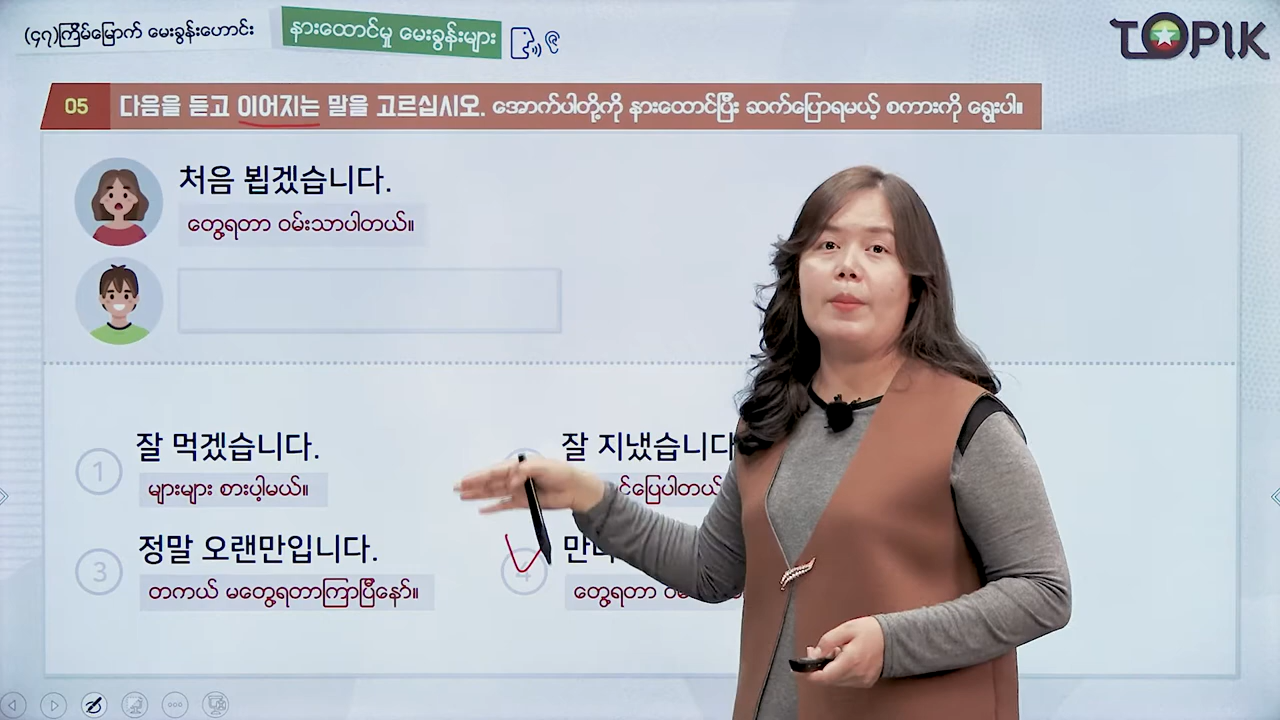 (၄၇)ကြိမ်မြောက် မေးခွန်းဟောင်း
နားထောင်မှု မေးခွန်းများ
TOPIK
05 다음을 듣고 이어지는 말을 고르십시오. အောက်ပါတို့ကို နားထောင်ပြီး ဆက်ပြောရမယ့် စကားကို ရွေးပါ။
처음 뵙겠습니다.
တွေ့ရတာ ဝမ်းသာပါတယ်။
1 잘 먹겠습니다.
များများ စားပါ့မယ်။
잘 지냈습니다
3 정말 오랜만입니다.
တကယ် မတွေ့ရတာကြာပြီနော်။
4
တွေ့ရတာ